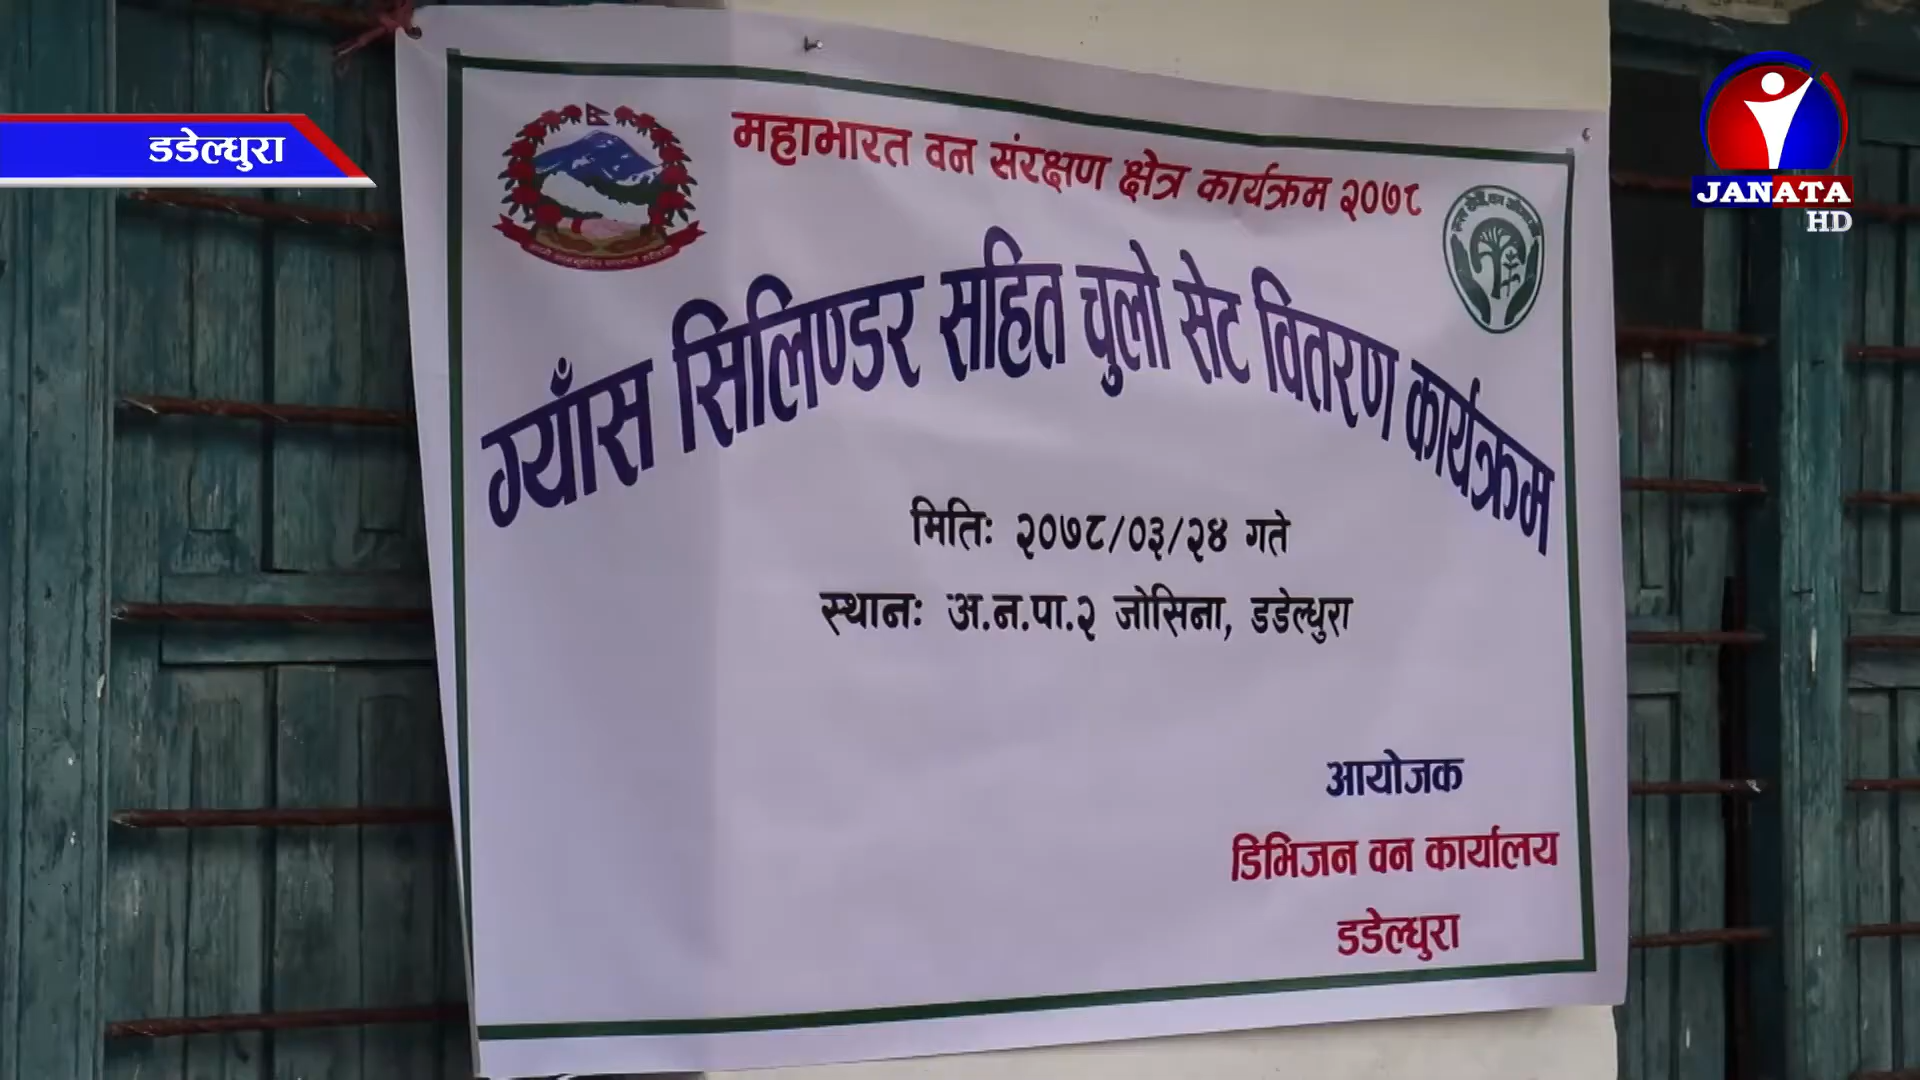 डडेल्धुरा
JANATA
HD
महाभारत वन संरक्षण क्षेत्र कार्यक्रम २०७८
ग्याँस सिलिण्डर सहित चुलो सेट वितरण कार्यक्रम
मितिः २०७८/०३/२४ गते
स्थानः अ.न.पा.२ जोसिना, डडेल्धुरा
आयोजक
डिभिजन वन कार्यालय
डडेल्धुरा